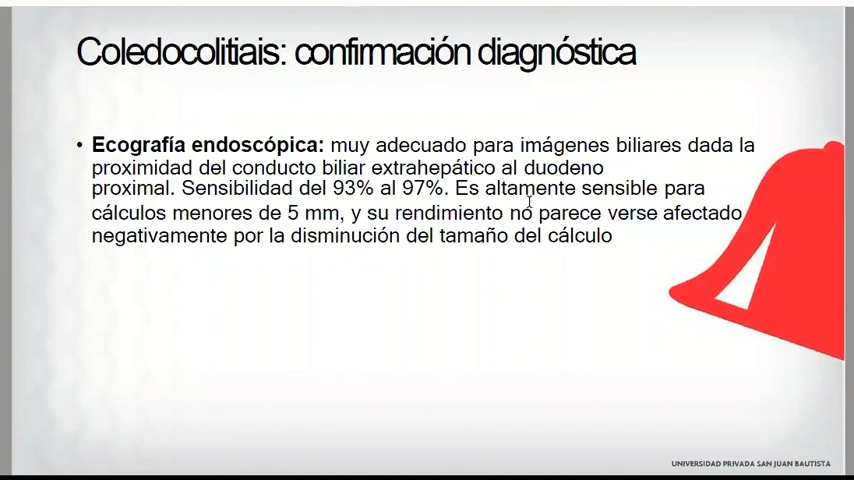 Coledocolitiais: confirmación diagnóstica
• Ecografía endoscópica: muy adecuado para imágenes biliares dada la
proximidad del conducto biliar extrahepático al duodeno
proximal. Sensibilidad del 93% al 97%. Es altamente sensible para
cálculos menores de 5 mm, y su rendimiento no parece verse afectado
negativamente por la disminución del tamaño del cálculo
UNIVERSIDAD PRIVADA SAN JUAN BAUTISTA